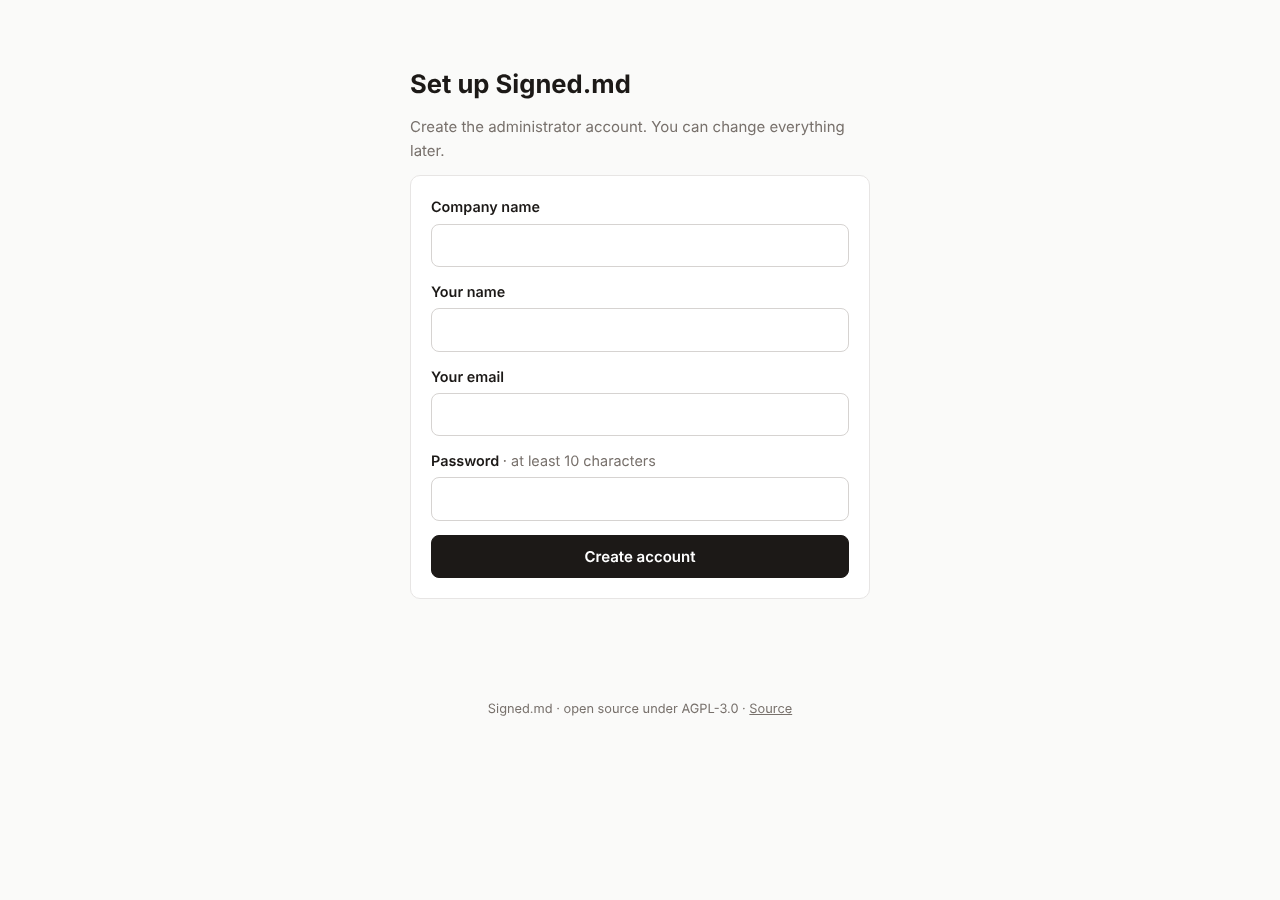 Set up Signed.md
Create the administrator account. You can change everything
later.
Company name
Your name
Your email
Password · at least 10 characters
Create account
Signed.md · open source under AGPL-3.0 · Source